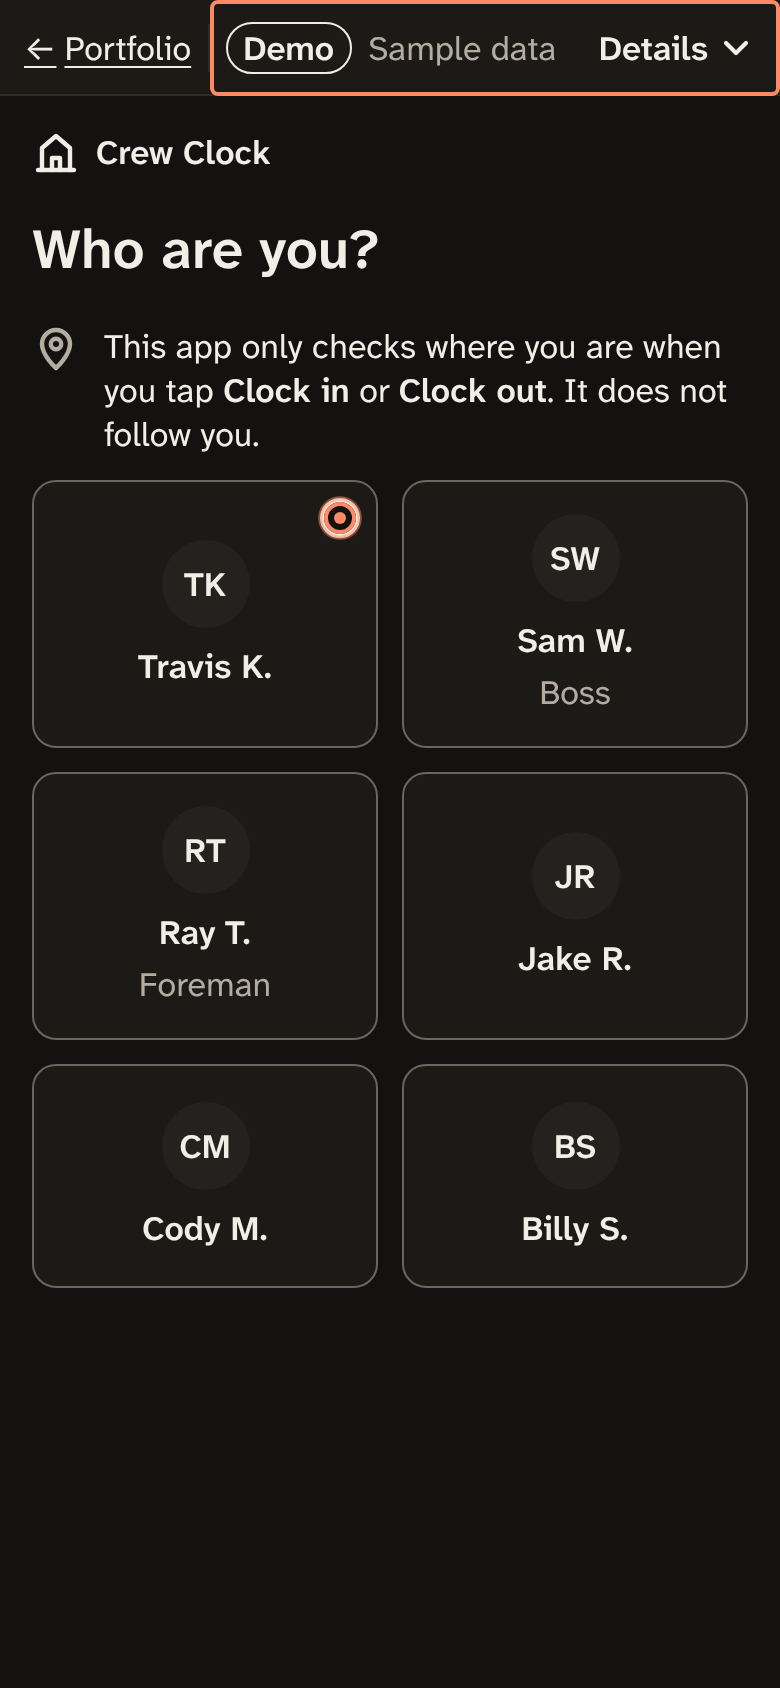 ← Portfolio Demo Sample data Details
Crew Clock
Who are you?
This app only checks where you are when
you tap Clock in or Clock out. It does not
follow you.
TK
Travis K.
SW
Sam W.
Boss
RT
Ray T.
Foreman
JR
Jake R.
CM
Cody M.
BS
Billy S.